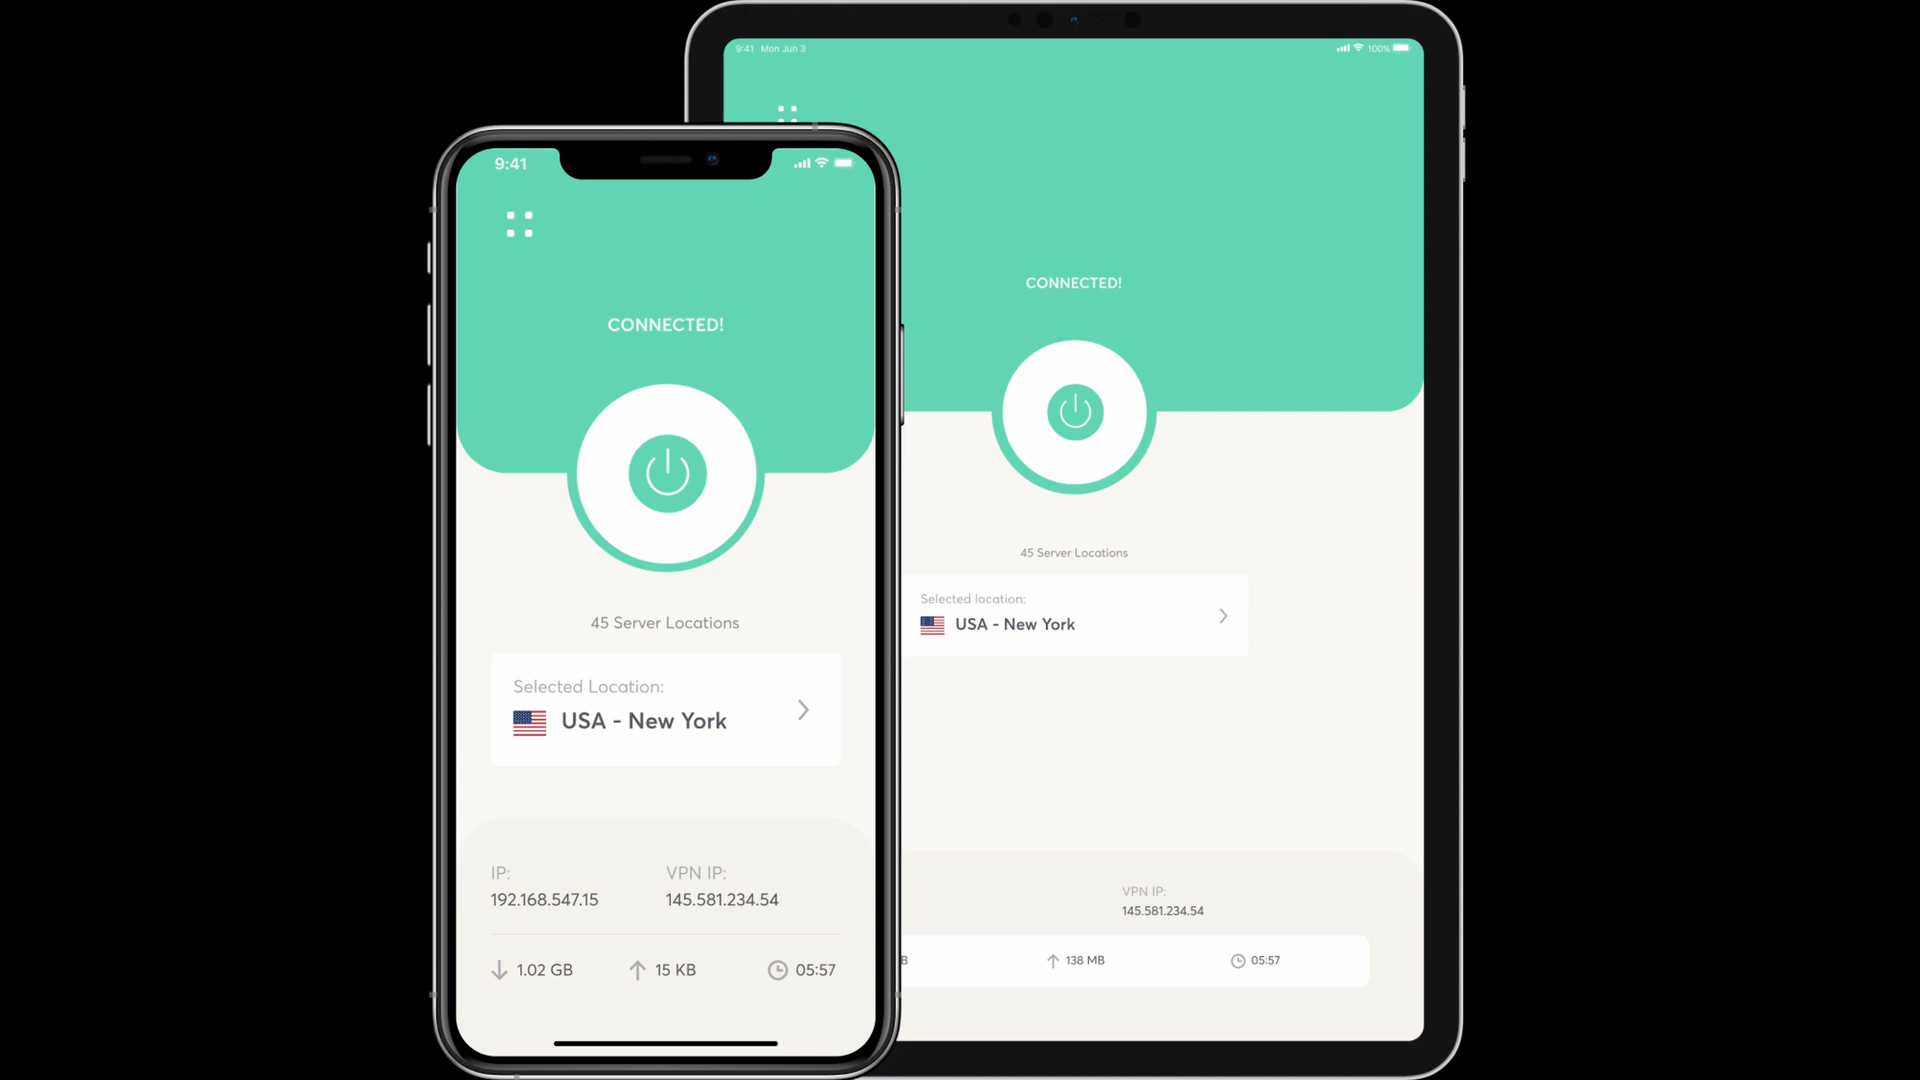 9:41
CONNECTED!
45 Server Locations
Selected Location:
USA - New York
IP:
192.168.547.15
VPN IP:
145.581.234.54
1.02 GB
15 KB
05:57
9:41 Mon Jun 3
100%
CONNECTED!
45 Server Locations
Selected location:
USA - New York
VPN IP:
145.581.234.54
B
138 MB
05:57